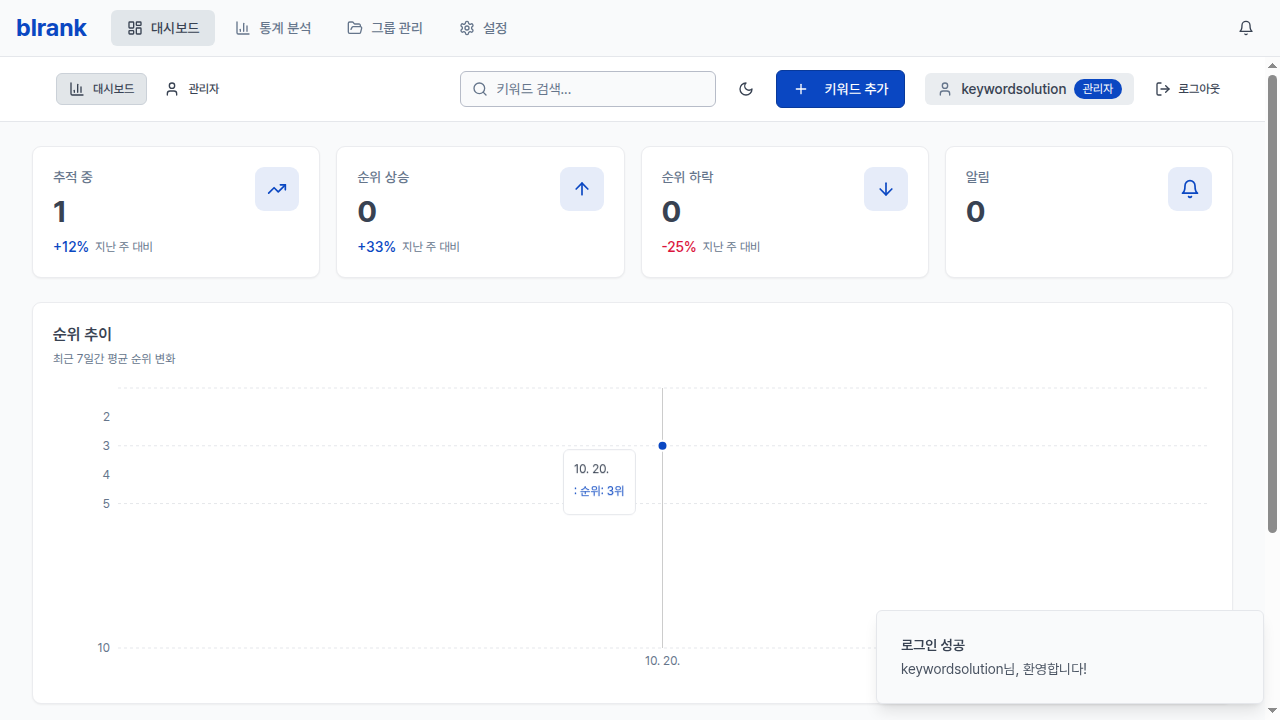 blrank
대시보드
통계 분석
그룹 관리
설정
대시보드
관리자
키워드 검색...
키워드 추가
keywordsolution
관리자
로그아웃
추적 중
1
+12% 지난 주 대비
순위 상승
0
+33% 지난 주 대비
순위 하락
0
-25% 지난 주 대비
알림
0
순위 추이
최근 7일간 평균 순위 변화
2
3
4
5
10
10. 20.
: 순위: 3위
10. 20.
로그인 성공
keywordsolution님, 환영합니다!